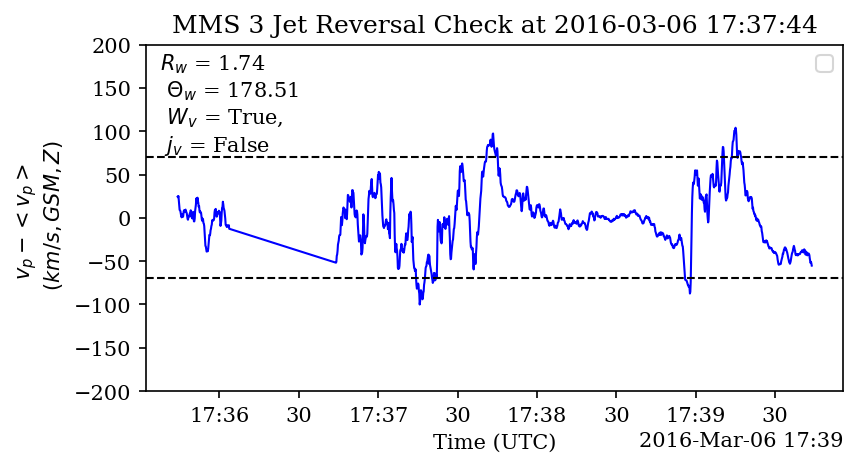 MMS 3 Jet Reversal Check at 2016-03-06 17:37:44
R_w = 1.74
Θ_w = 178.51
W_v = True,
j_v = False
v_p − < v_p >
(km/s, GSM, Z)
200
150
100
50
0
−50
−100
−150
−200
17:36 30 17:37 30 17:38 30 17:39 30
Time (UTC) 2016-Mar-06 17:39